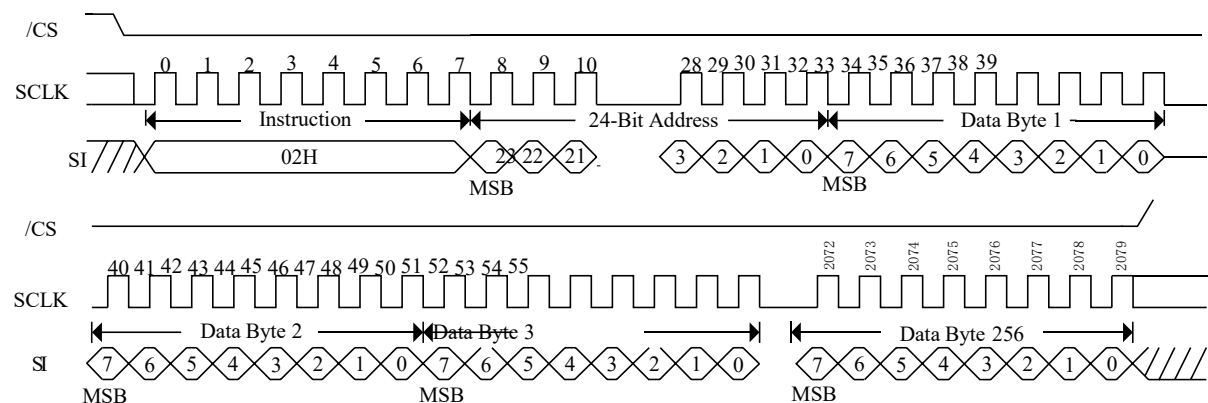 /CS
0 1 2 3 4 5 6 7 8 9 10 28 29 30 31 32 33 34 35 36 37 38 39
SCLK
Instruction 24-Bit Address Data Byte 1
SI 02H 23 22 21 3 2 1 0 7 6 5 4 3 2 1 0
MSB MSB
/CS
40 41 42 43 44 45 46 47 48 49 50 51 52 53 54 55 2072 2073 2074 2075 2076 2077 2078 2079
SCLK
Data Byte 2 Data Byte 3 Data Byte 256
SI 7 6 5 4 3 2 1 0 7 6 5 4 3 2 1 0 7 6 5 4 3 2 1 0
MSB MSB MSB